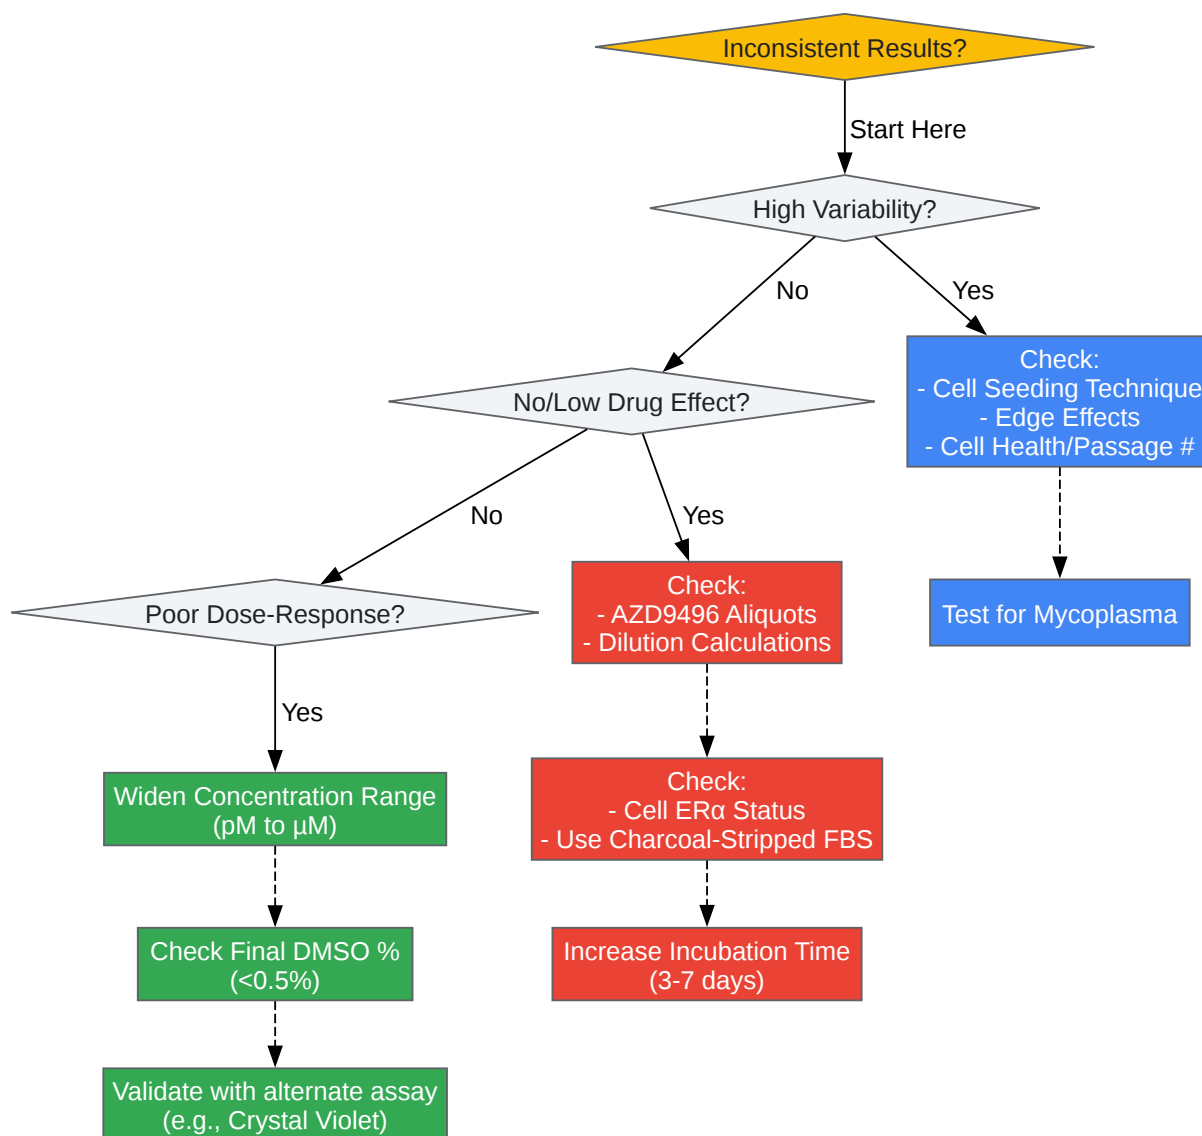 Inconsistent Results?
Start Here
High Variability?
No
Yes
Check:
- Cell Seeding Technique
- Edge Effects
- Cell Health/Passage #
No/Low Drug Effect?
No
Yes
Check:
- AZD9496 Aliquots
- Dilution Calculations
Test for Mycoplasma
Poor Dose-Response?
Yes
Widen Concentration Range
(pM to µM)
Check:
- Cell ERα Status
- Use Charcoal-Stripped FBS
Check Final DMSO %
(<0.5%)
Increase Incubation Time
(3-7 days)
Validate with alternate assay
(e.g., Crystal Violet)